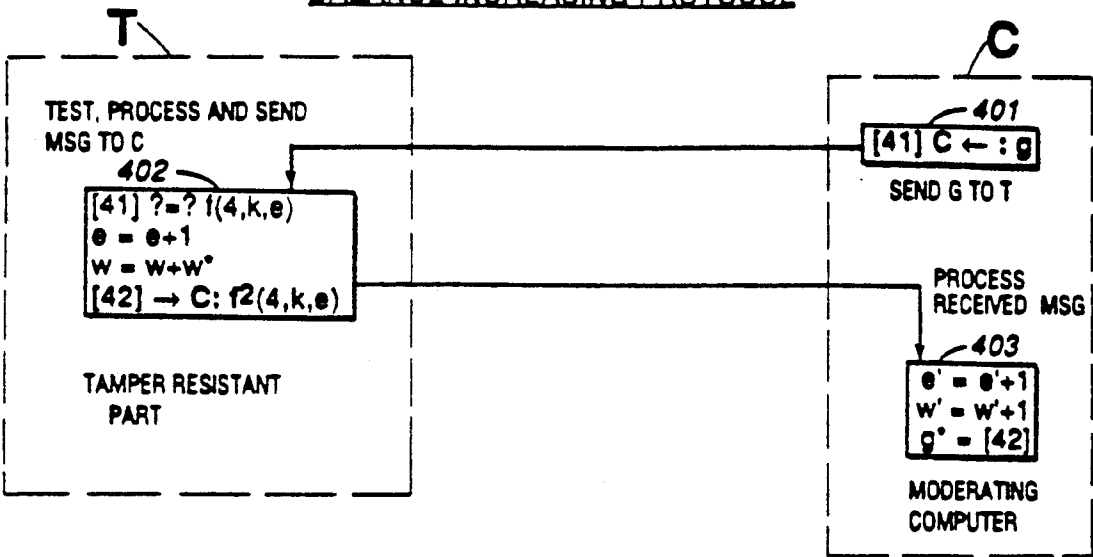 T
C
TEST, PROCESS AND SEND
MSG TO C
402
[41] ?=? f(4,k,e)
e = e+1
w = w+w*
[42] → C: f2(4,k,e)
TAMPER RESISTANT
PART
401
[41] C ← : g
SEND G TO T
PROCESS
RECEIVED MSG
403
e' = e'+1
w' = w'+1
g* = [42]
MODERATING
COMPUTER